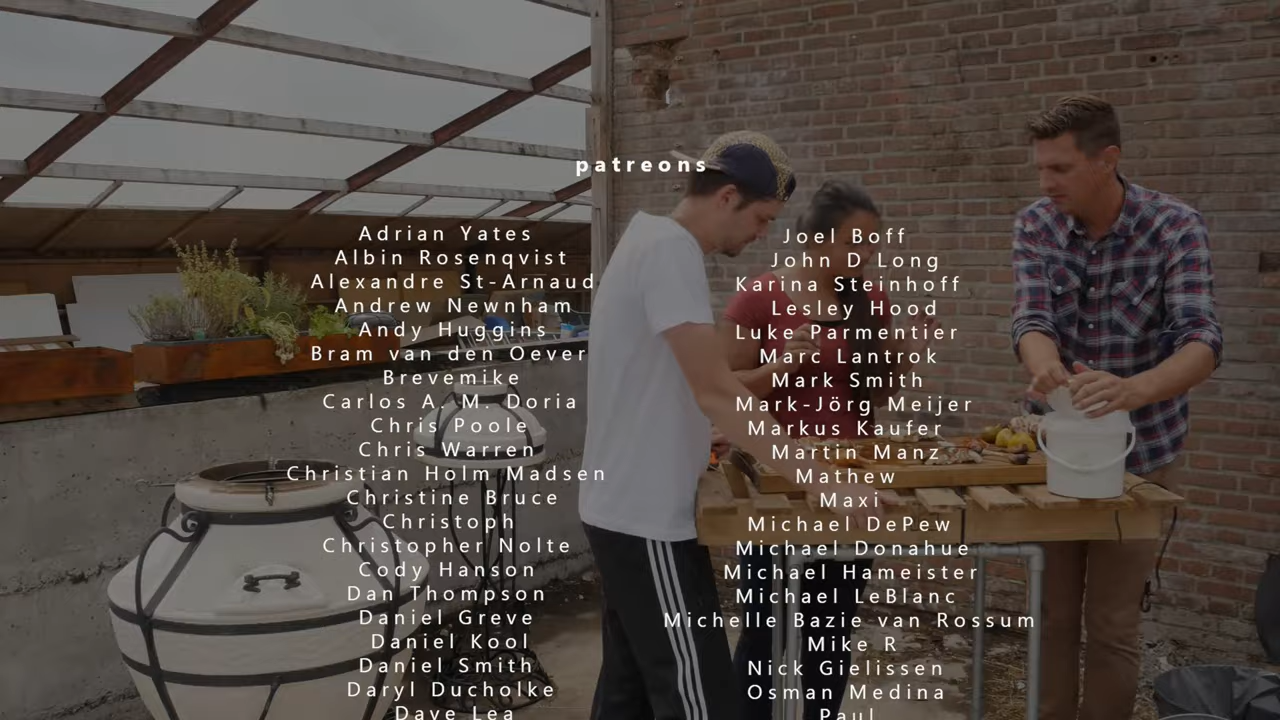 patreons
Adrian Yates
Albin Rosenqvist
Alexandre St-Arnaud
Andrew Newnham
Andy Huggins
Bram van den Oever
Brevemike
Carlos A. M. Doria
Chris Poole
Chris Warren
Christian Holm Madsen
Christine Bruce
Christoph
Christopher Nolte
Cody Hanson
Dan Thompson
Daniel Greve
Daniel Kool
Daniel Smith
Daryl Ducholke
Dave Lea
Joel Boff
John D Long
Karina Steinhoff
Lesley Hood
Luke Parmentier
Marc Lantrok
Mark Smith
Mark-Jörg Meijer
Markus Kaufer
Martin Manz
Mathew
Maxi
Michael DePew
Michael Donahue
Michael Hameister
Michael LeBlanc
Michelle Bazie van Rossum
Mike R
Nick Gielissen
Osman Medina
Paul